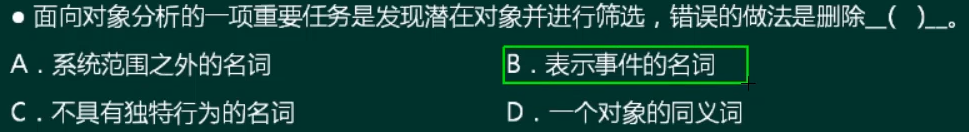 ● 面向对象分析的一项重要任务是发现潜在对象并进行筛选，错误的做法是删除__(  )__。
A．系统范围之外的名词 B．表示事件的名词
C．不具有独特行为的名词 D．一个对象的同义词